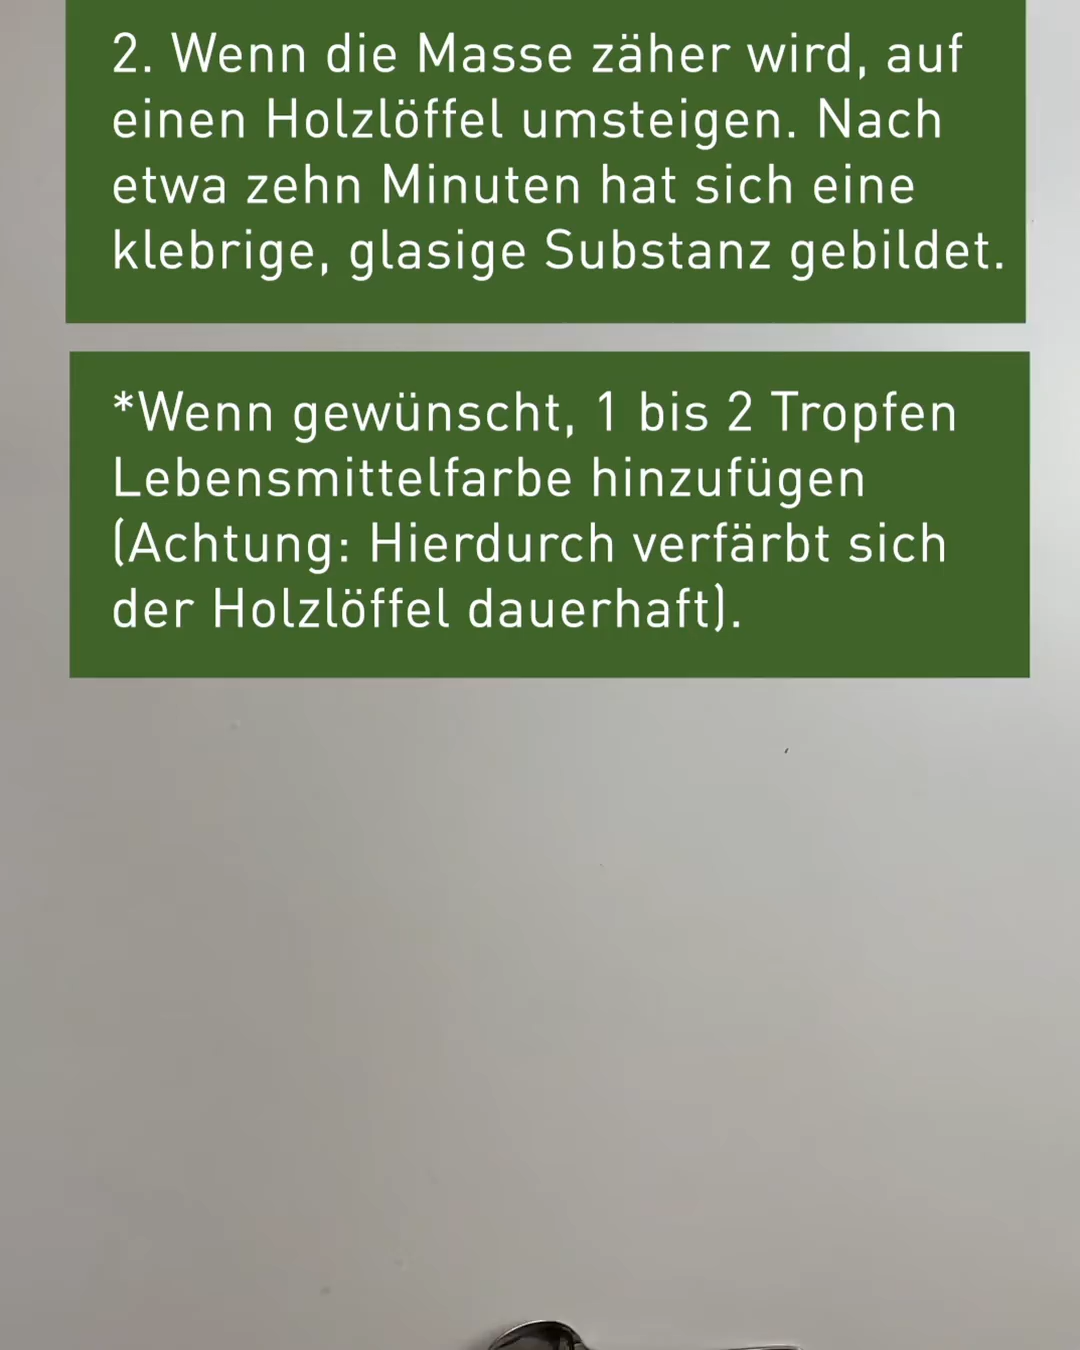 2. Wenn die Masse zäher wird, auf
einen Holzlöffel umsteigen. Nach
etwa zehn Minuten hat sich eine
klebrige, glasige Substanz gebildet.
*Wenn gewünscht, 1 bis 2 Tropfen
Lebensmittelfarbe hinzufügen
(Achtung: Hierdurch verfärbt sich
der Holzlöffel dauerhaft).